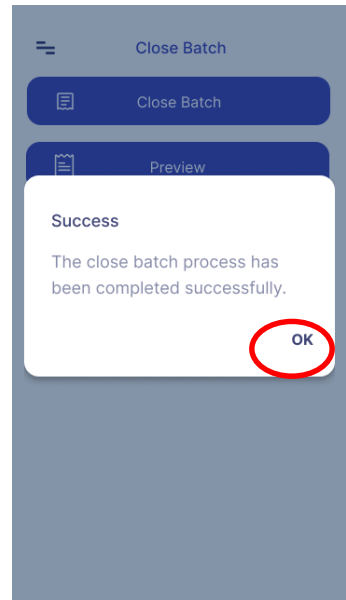 Close Batch
Close Batch
Preview
Success
The close batch process has
been completed successfully.
OK